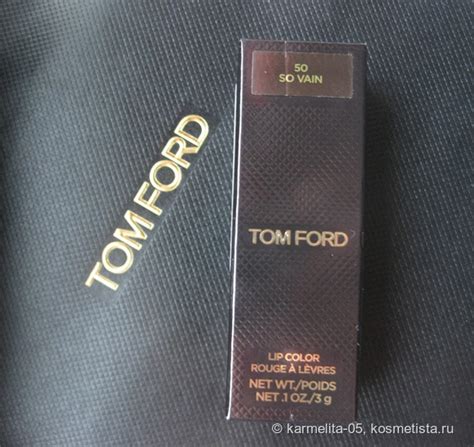 50
SO VAIN
TOM FORD
TOM FORD
LIP COLOR
ROUGE À LÈVRES
NET WT./POIDS
NET .1 OZ./3 g
© karmelita-05, kosmetista.ru